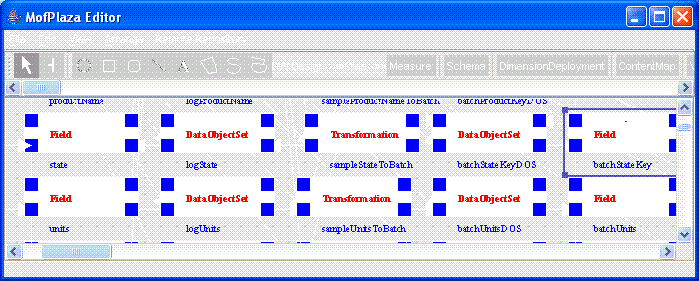 MofPlaza Editor
A Measure Schema DimensionDeployment ContentMap
productName logProductName sampleProductNameToBatch batchProductKeyDOS
Field DataObjectSet Transformation DataObjectSet Field
state logState sampleStateToBatch batchStateKeyDOS batchStateKey
Field DataObjectSet Transformation DataObjectSet Field
units logUnits sampleUnitsToBatch batchUnitsDOS batchUnits